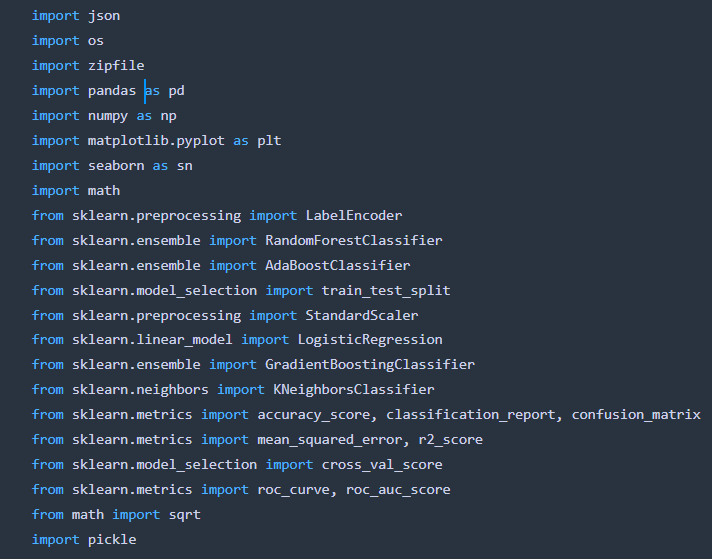 import json
import os
import zipfile
import pandas as pd
import numpy as np
import matplotlib.pyplot as plt
import seaborn as sn
import math
from sklearn.preprocessing import LabelEncoder
from sklearn.ensemble import RandomForestClassifier
from sklearn.ensemble import AdaBoostClassifier
from sklearn.model_selection import train_test_split
from sklearn.preprocessing import StandardScaler
from sklearn.linear_model import LogisticRegression
from sklearn.ensemble import GradientBoostingClassifier
from sklearn.neighbors import KNeighborsClassifier
from sklearn.metrics import accuracy_score, classification_report, confusion_matrix
from sklearn.metrics import mean_squared_error, r2_score
from sklearn.model_selection import cross_val_score
from sklearn.metrics import roc_curve, roc_auc_score
from math import sqrt
import pickle